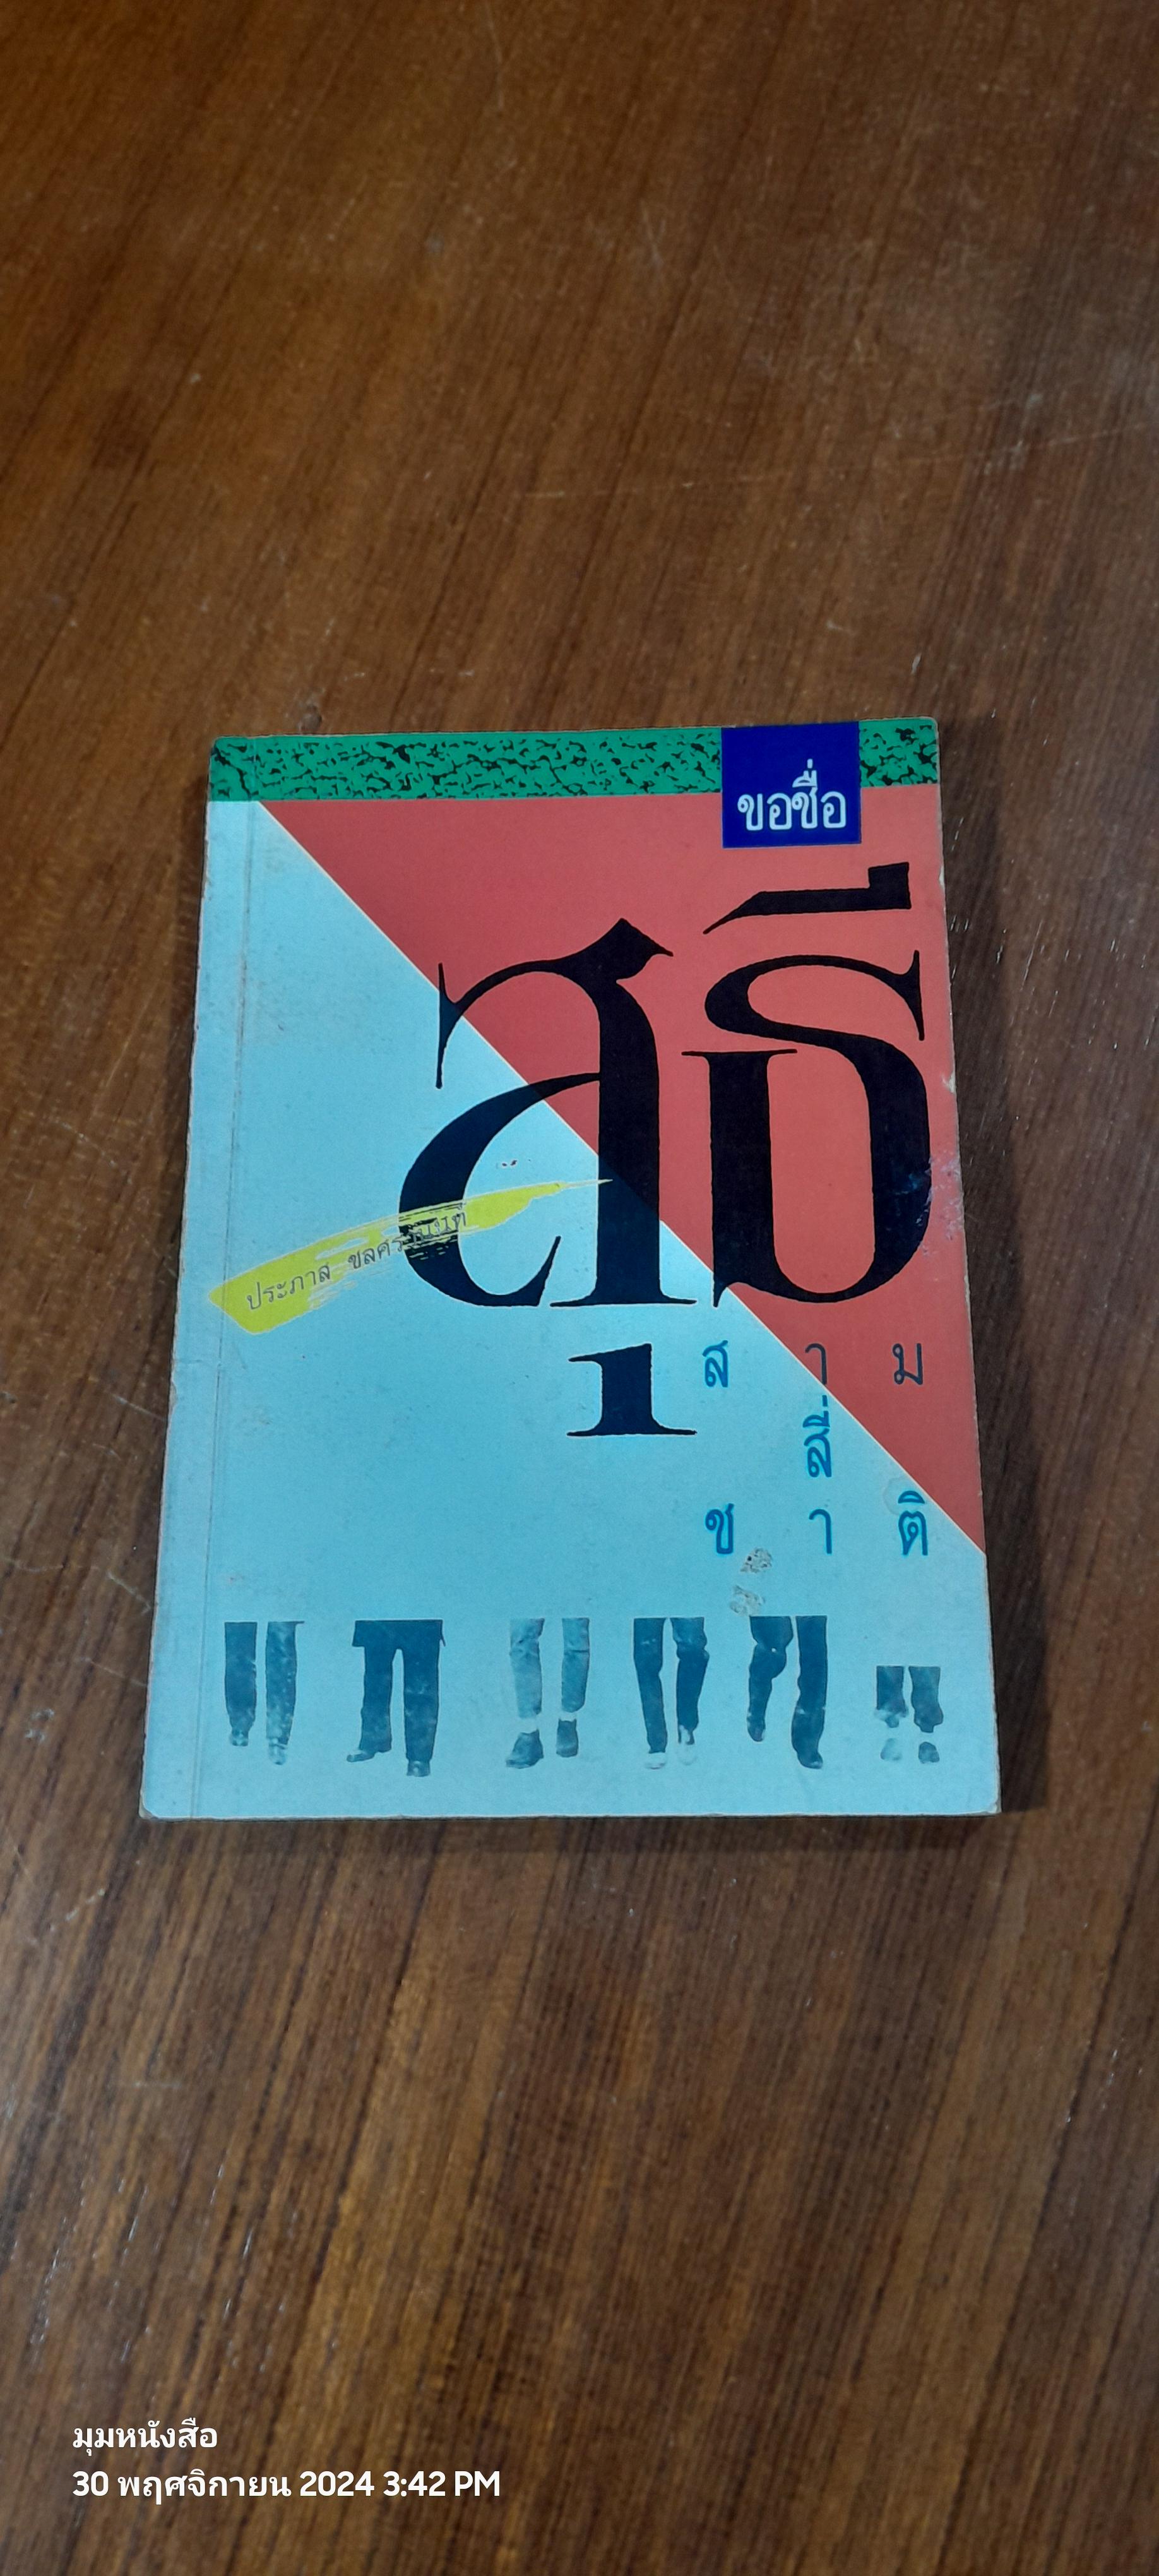 ขอชื่อ
สุธี
ประภาส ชลศรานนท์
สาม
สี่
ชาติ
มุมหนังสือ
30 พฤศจิกายน 2024 3:42 PM